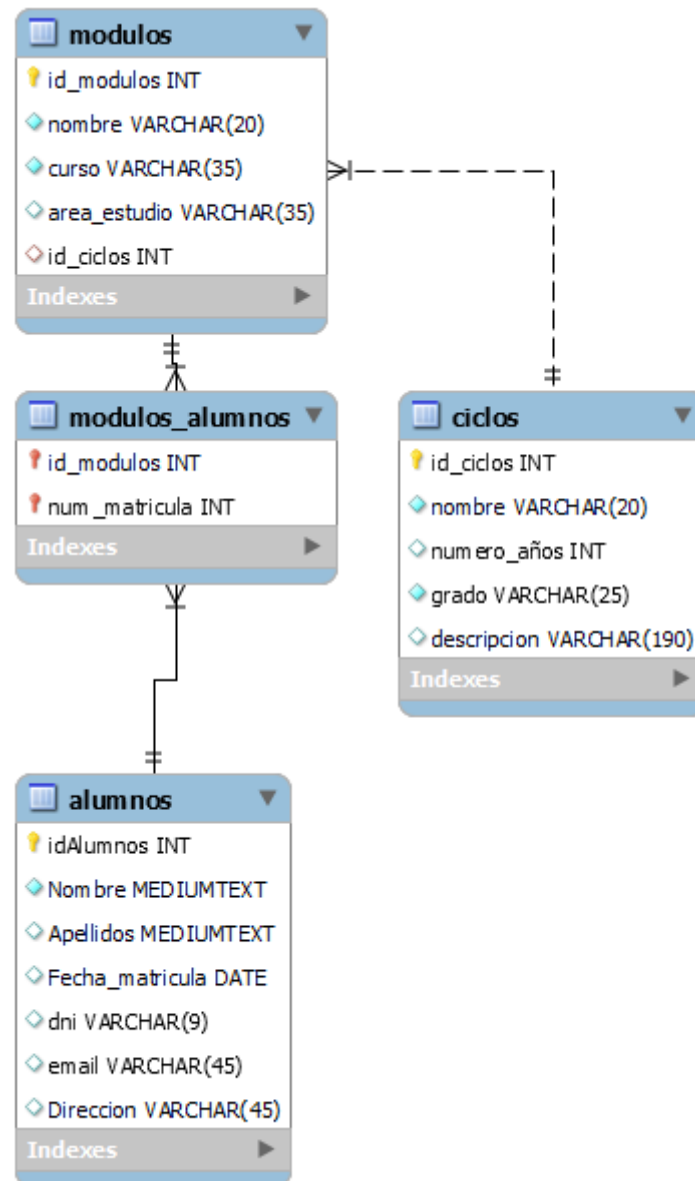 modulos
id_modulos INT
nombre VARCHAR(20)
curso VARCHAR(35)
area_estudio VARCHAR(35)
id_ciclos INT
Indexes
modulos_alumnos
id_modulos INT
num_matricula INT
Indexes
ciclos
id_ciclos INT
nombre VARCHAR(20)
numero_años INT
grado VARCHAR(25)
descripcion VARCHAR(190)
Indexes
alumnos
idAlumnos INT
Nombre MEDIUMTEXT
Apellidos MEDIUMTEXT
Fecha_matricula DATE
dni VARCHAR(9)
email VARCHAR(45)
Direccion VARCHAR(45)
Indexes